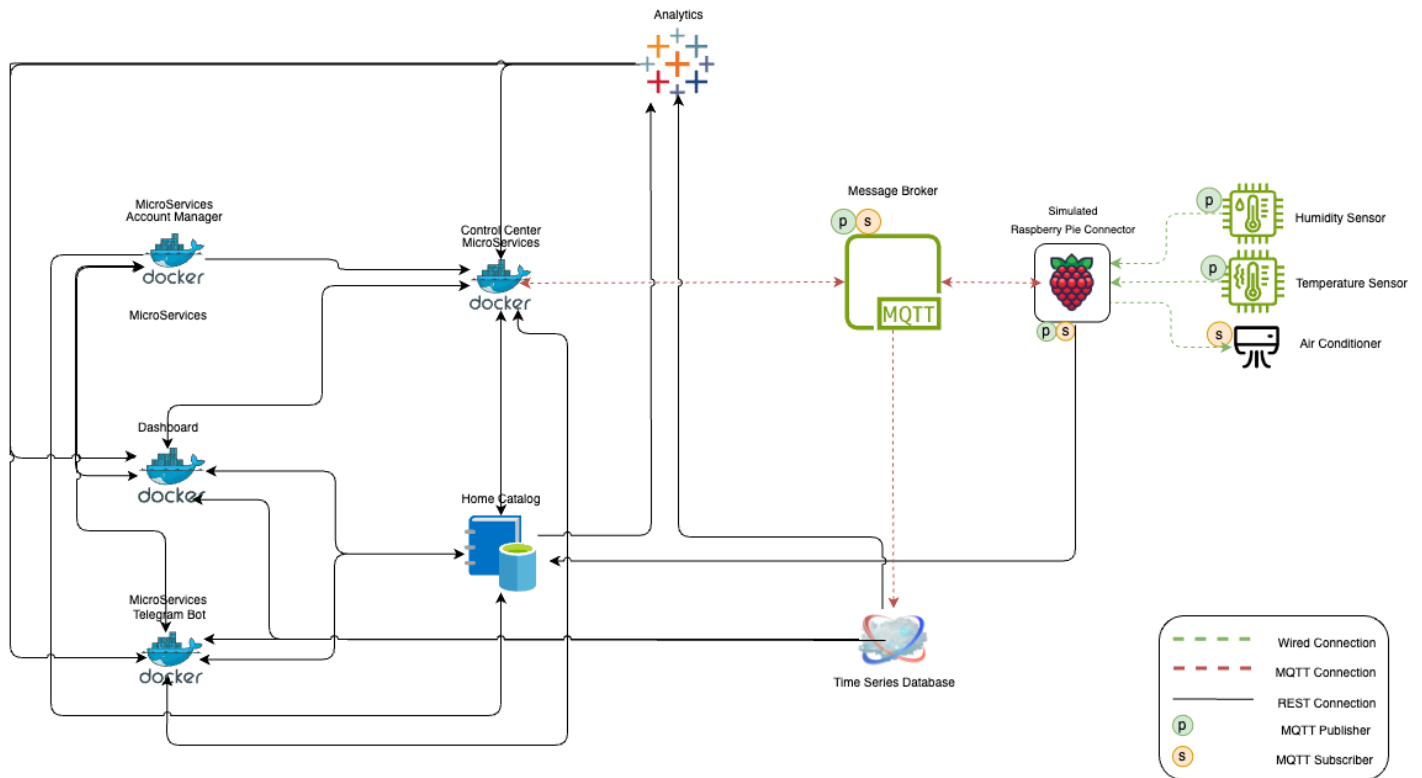 Analytics
MicroServices
Account Manager
docker
MicroServices
Control Center
MicroServices
docker
Message Broker
p
s
MQTT
Simulated
Raspberry Pie Connector
p
s
p
Humidity Sensor
p
Temperature Sensor
s
Air Conditioner
Dashboard
docker
Home Catalog
MicroServices
Telegram Bot
docker
Time Series Database
Wired Connection
MQTT Connection
REST Connection
p
MQTT Publisher
s
MQTT Subscriber